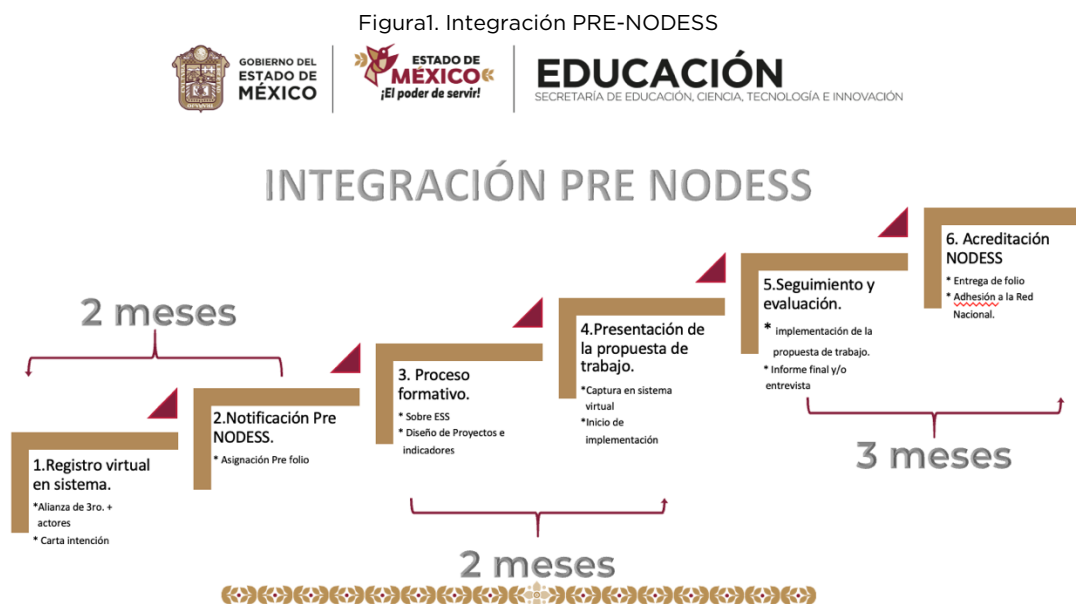 Figura1. Integración PRE-NODESS
GOBIERNO DEL
ESTADO DE
MÉXICO
ESTADO DE
MÉXICO
¡El poder de servir!
EDUCACIÓN
SECRETARÍA DE EDUCACIÓN, CIENCIA, TECNOLOGÍA E INNOVACIÓN
INTEGRACIÓN PRE NODESS
2 meses
1.Registro virtual
en sistema.
*Alianza de 3ro. +
actores
* Carta intención
2.Notificación Pre
NODESS.
* Asignación Pre folio
3. Proceso
formativo.
* Sobre ESS
* Diseño de Proyectos e
indicadores
2 meses
4.Presentación de
la propuesta de
trabajo.
*Captura en sistema
virtual
*Inicio de
implementación
5.Seguimiento y
evaluación.
* implementación de la
propuesta de trabajo.
* Informe final y/o
entrevista
6. Acreditación
NODESS
* Entrega de folio
* Adhesión a la Red
Nacional.
3 meses